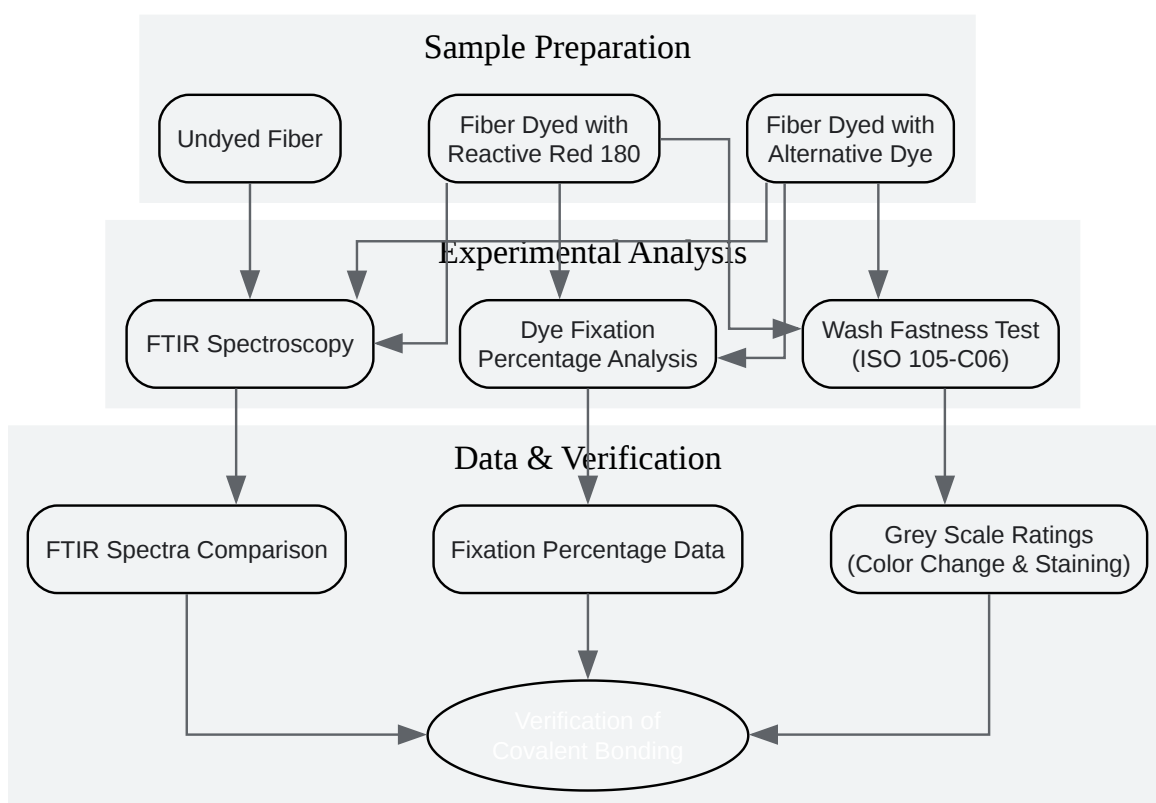 Sample Preparation
Undyed Fiber
Fiber Dyed with
Reactive Red 180
Fiber Dyed with
Alternative Dye
Experimental Analysis
FTIR Spectroscopy
Dye Fixation
Percentage Analysis
Wash Fastness Test
(ISO 105-C06)
Data & Verification
FTIR Spectra Comparison
Fixation Percentage Data
Grey Scale Ratings
(Color Change & Staining)
Verification of
Covalent Bonding